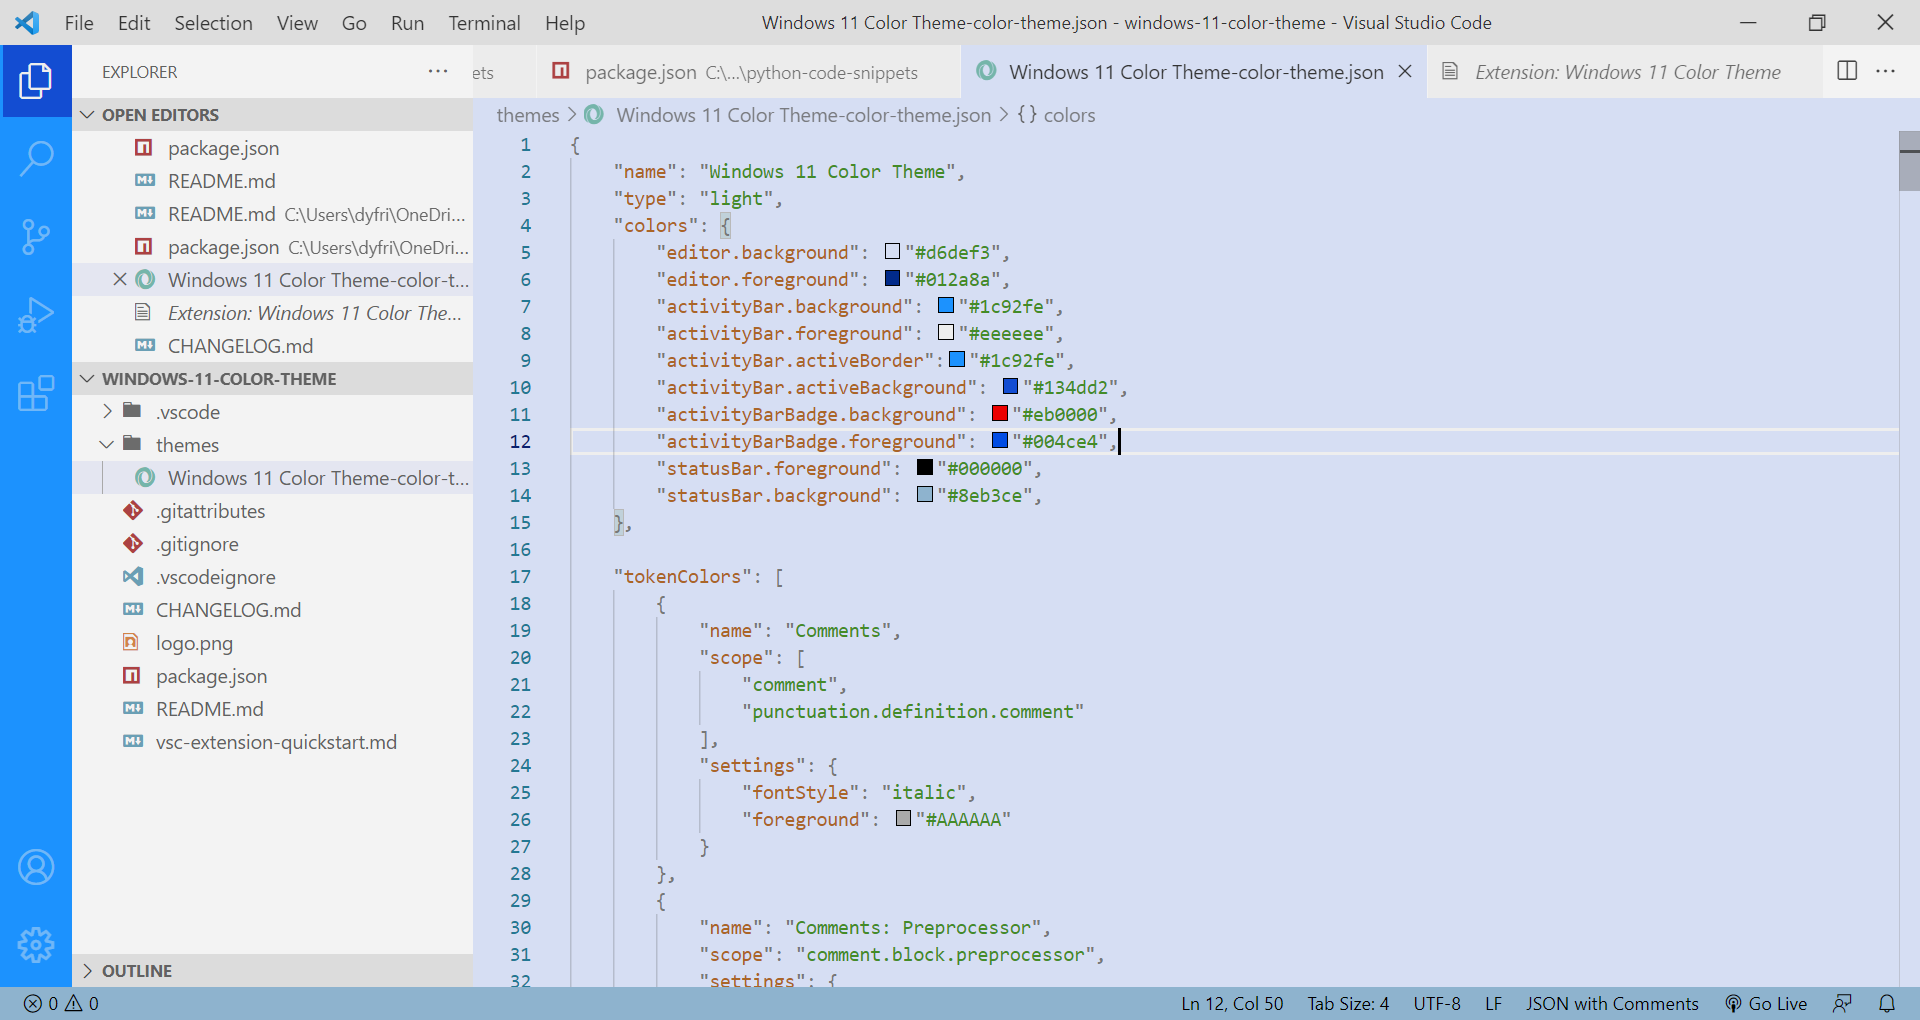 File Edit Selection View Go Run Terminal Help
Windows 11 Color Theme-color-theme.json - windows-11-color-theme - Visual Studio Code
EXPLORER
ets
package.json C:\...\python-code-snippets
Windows 11 Color Theme-color-theme.json
Extension: Windows 11 Color Theme
OPEN EDITORS
package.json
README.md
README.md C:\Users\dyfri\OneDri...
package.json C:\Users\dyfri\OneDri...
Windows 11 Color Theme-color-t...
Extension: Windows 11 Color The...
CHANGELOG.md
WINDOWS-11-COLOR-THEME
.vscode
themes
Windows 11 Color Theme-color-t...
.gitattributes
.gitignore
.vscodeignore
CHANGELOG.md
logo.png
package.json
README.md
vsc-extension-quickstart.md
OUTLINE
themes > Windows 11 Color Theme-color-theme.json > {} colors
1 {
2 "name": "Windows 11 Color Theme",
3 "type": "light",
4 "colors": {
5 "editor.background": "#d6def3",
6 "editor.foreground": "#012a8a",
7 "activityBar.background": "#1c92fe",
8 "activityBar.foreground": "#eeeeee",
9 "activityBar.activeBorder": "#1c92fe",
10 "activityBar.activeBackground": "#134dd2",
11 "activityBarBadge.background": "#eb0000",
12 "activityBarBadge.foreground": "#004ce4",
13 "statusBar.foreground": "#000000",
14 "statusBar.background": "#8eb3ce",
15 },
16
17 "tokenColors": [
18 {
19 "name": "Comments",
20 "scope": [
21 "comment",
22 "punctuation.definition.comment"
23 ],
24 "settings": {
25 "fontStyle": "italic",
26 "foreground": "#AAAAAA"
27 }
28 },
29 {
30 "name": "Comments: Preprocessor",
31 "scope": "comment.block.preprocessor",
32 "settings": {
0 0
Ln 12, Col 50 Tab Size: 4 UTF-8 LF JSON with Comments Go Live